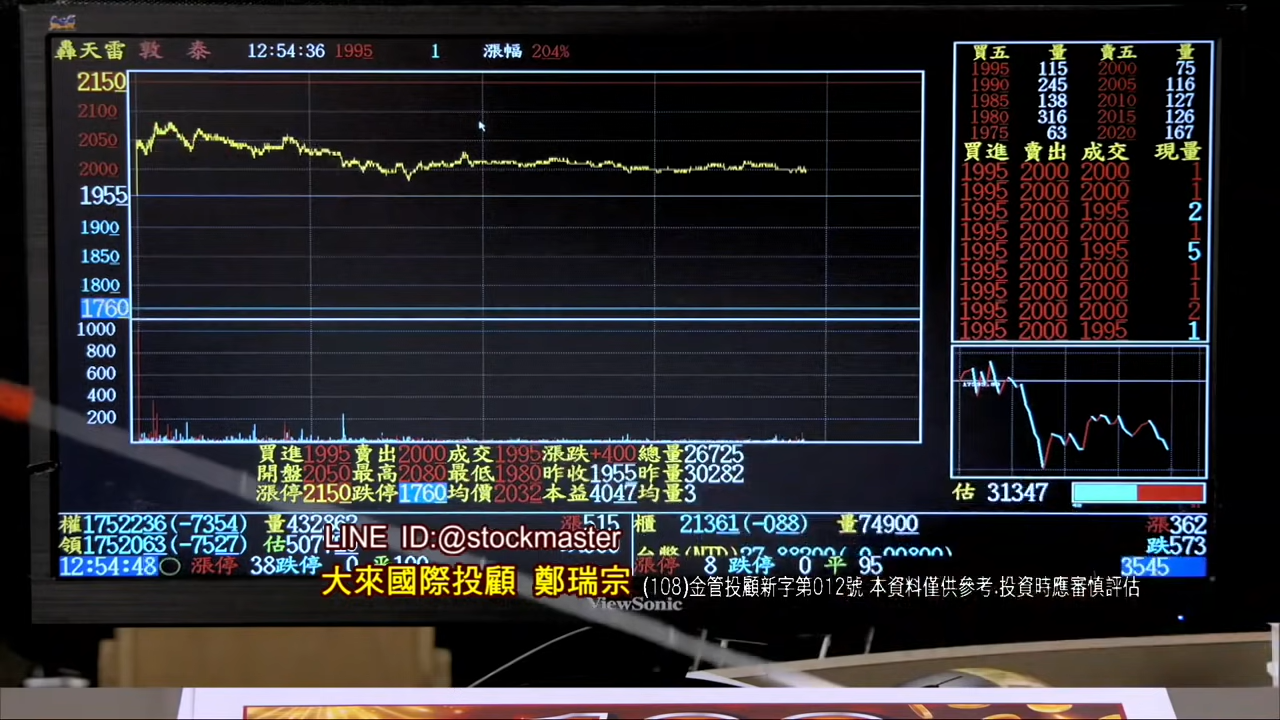 轟天雷 敦 泰 12:54:36 1995 1 漲幅 204%
2150
2100
2050
2000
1955
1900
1850
1800
1760
1000
800
600
400
200
買五 量 賣五 量
1995 115 2000 75
1990 245 2005 116
1985 138 2010 127
1980 316 2015 126
1975 63 2020 167
買進 賣出 成交 現量
1995 2000 2000 1
1995 2000 2000 1
1995 2000 1995 2
1995 2000 2000 1
1995 2000 1995 5
1995 2000 2000 1
1995 2000 2000 1
1995 2000 2000 2
1995 2000 1995 1
估 31347
買進1995賣出2000成交1995漲跌+400總量26725
開盤2050最高2080最低1980昨收1955昨量30282
漲停2150跌停1760均價2032本益4047均量3
權1752236(-7354) 量432862 漲515
領1752063(-7527) 估507
12:54:48 漲停 38跌停 0 平100
櫃 21361(-088) 量74900 漲362
台幣(NTD)27.88200(-0.00800) 跌573
漲停 8 跌停 0 平 95 3545
LINE ID:@stockmaster
大來國際投顧 鄭瑞宗 (108)金管投顧新字第012號 本資料僅供參考.投資時應審慎評估
ViewSonic